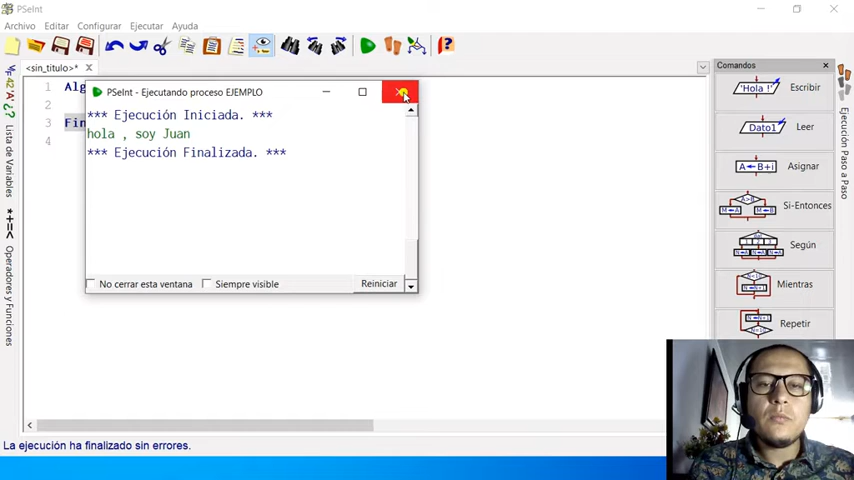 PSeInt
Archivo Editar Configurar Ejecutar Ayuda
<sin_titulo>*
Comandos
1 Alg
2
3 Fin
4
PSeInt - Ejecutando proceso EJEMPLO
*** Ejecución Iniciada. ***
hola , soy Juan
*** Ejecución Finalizada. ***
No cerrar esta ventana
Siempre visible
Reiniciar
Lista de Variables
Operadores y Funciones
'Hola !' Escribir
Dato1 Leer
A←B+i Asignar
A>B Si-Entonces
Según
Mientras
Repetir
Ejecución Paso a Paso
La ejecución ha finalizado sin errores.